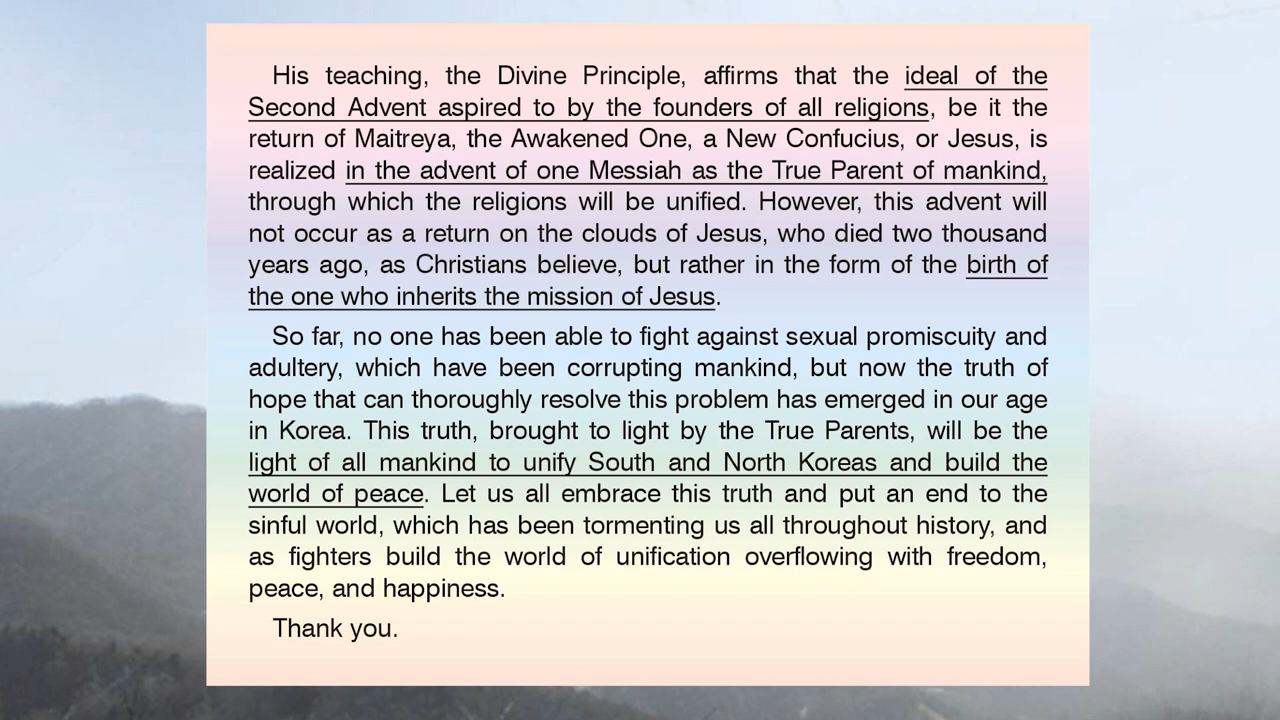 His teaching, the Divine Principle, affirms that the ideal of the
Second Advent aspired to by the founders of all religions, be it the
return of Maitreya, the Awakened One, a New Confucius, or Jesus, is
realized in the advent of one Messiah as the True Parent of mankind,
through which the religions will be unified. However, this advent will
not occur as a return on the clouds of Jesus, who died two thousand
years ago, as Christians believe, but rather in the form of the birth of
the one who inherits the mission of Jesus.
So far, no one has been able to fight against sexual promiscuity and
adultery, which have been corrupting mankind, but now the truth of
hope that can thoroughly resolve this problem has emerged in our age
in Korea. This truth, brought to light by the True Parents, will be the
light of all mankind to unify South and North Koreas and build the
world of peace. Let us all embrace this truth and put an end to the
sinful world, which has been tormenting us all throughout history, and
as fighters build the world of unification overflowing with freedom,
peace, and happiness.
Thank you.